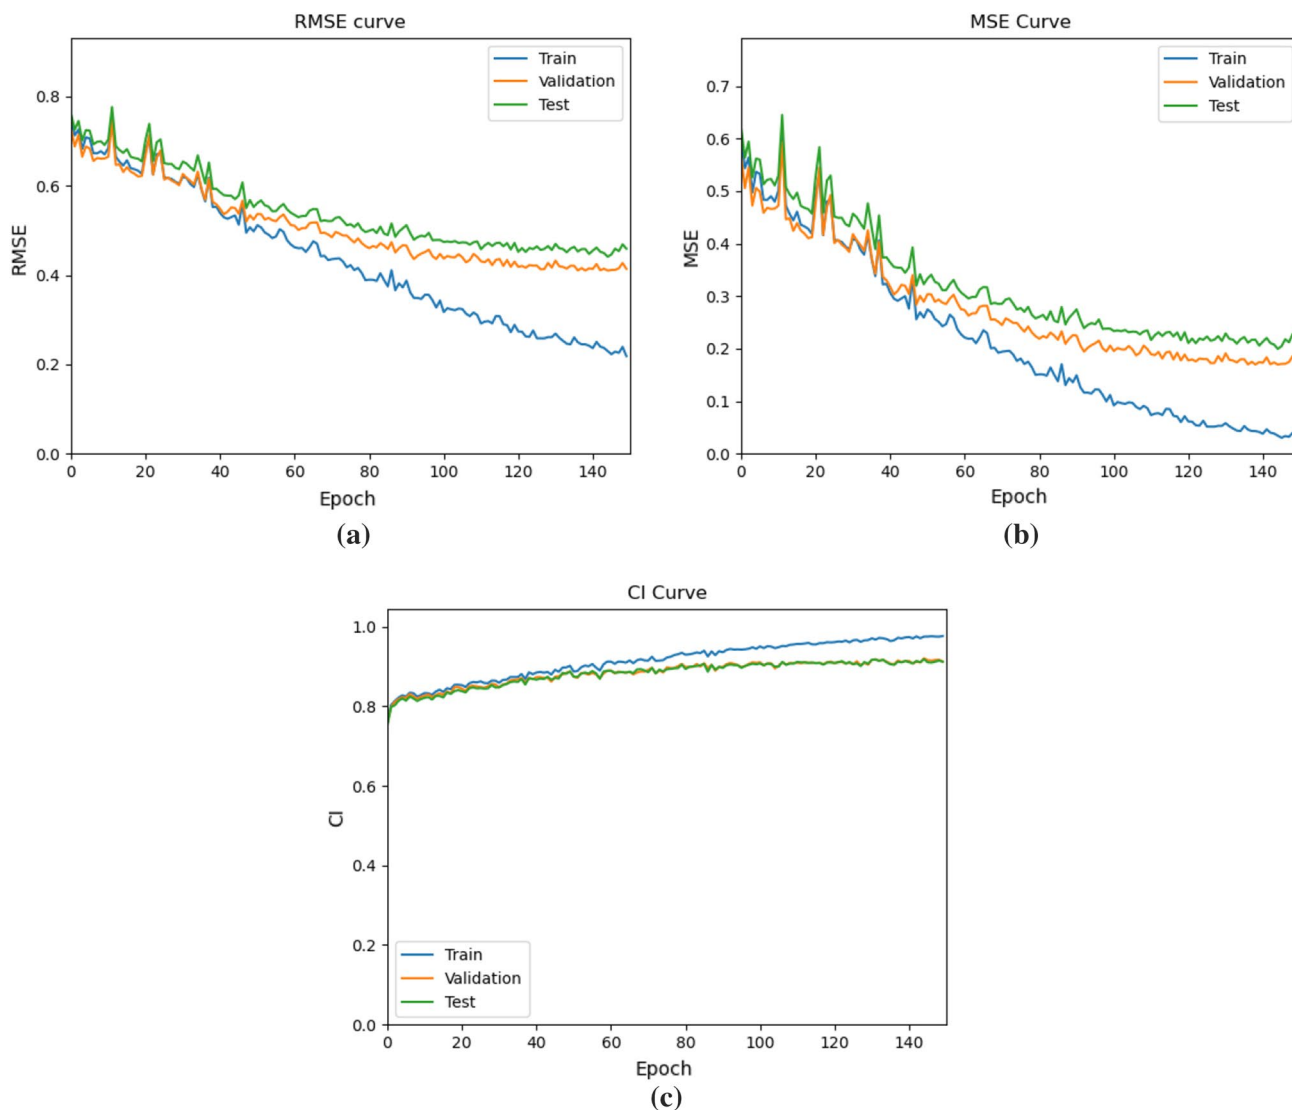 RMSE curve
Train
Validation
Test
0.8
0.6
0.4
0.2
0.0
RMSE
0 20 40 60 80 100 120 140
Epoch
(a)
MSE Curve
Train
Validation
Test
0.7
0.6
0.5
0.4
0.3
0.2
0.1
0.0
MSE
0 20 40 60 80 100 120 140
Epoch
(b)
CI Curve
1.0
0.8
0.6
0.4
0.2
0.0
CI
Train
Validation
Test
0 20 40 60 80 100 120 140
Epoch
(c)